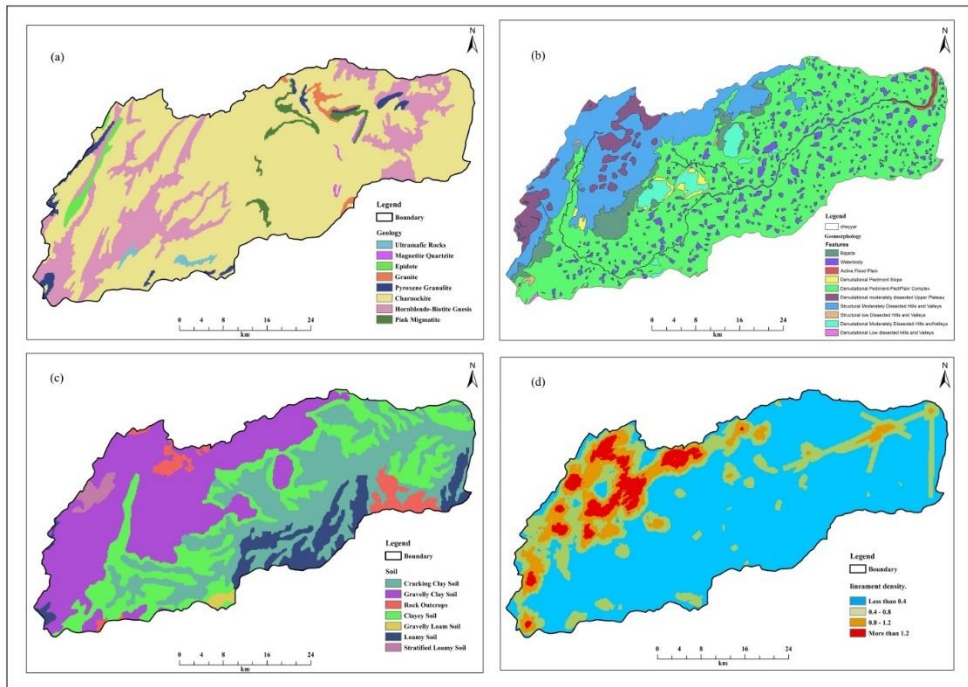 (a)
N
Legend
Boundary
Geology
Ultramafic Rocks
Magnetite Quartzite
Epidote
Granite
Pyroxene Granulite
Charnockite
Hornblende-Biotite Gnesis
Pink Migmatite
0 4 8 16 24
km
(b)
N
Legend
cheyyar
Geomorphology
Features
Bajada
Waterbody
Active Flood Plain
Denudational Piedmont Slope
Denudational Pediment-PediPlain Complex
Denudational moderately dissected Upper Plateau
Structural Moderately Dissected Hills and Valleys
Structural low Dissected Hills and Valleys
Denudational Moderately Dissected Hills andValleys
Denudational Low dissected Hills and Valleys
0 4 8 16 24
km
(c)
N
Legend
Boundary
Soil
Cracking Clay Soil
Gravelly Clay Soil
Rock Outcrops
Clayey Soil
Gravelly Loam Soil
Loamy Soil
Stratified Loamy Soil
0 4 8 16 24
km
(d)
N
Legend
Boundary
lineament density.
Less than 0.4
0.4 - 0.8
0.8 - 1.2
More than 1.2
0 4 8 16 24
km